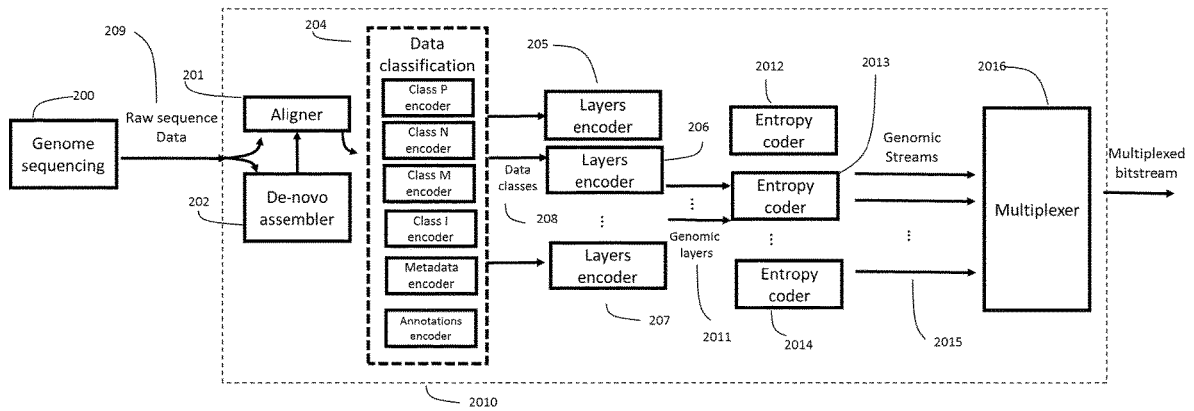 209
204
Data
classification
205
2012
2013
2016
200
Genome
sequencing
Raw sequence
Data
201
Aligner
202
De-novo
assembler
Class P
encoder
Class N
encoder
Class M
encoder
Class I
encoder
Metadata
encoder
Annotations
encoder
Data
classes
208
Layers
encoder
Layers
encoder
206
...
Layers
encoder
207
...
Genomic
layers
2011
Entropy
coder
Entropy
coder
...
Entropy
coder
2014
Genomic
Streams
...
2015
Multiplexer
Multiplexed
bitstream
2010